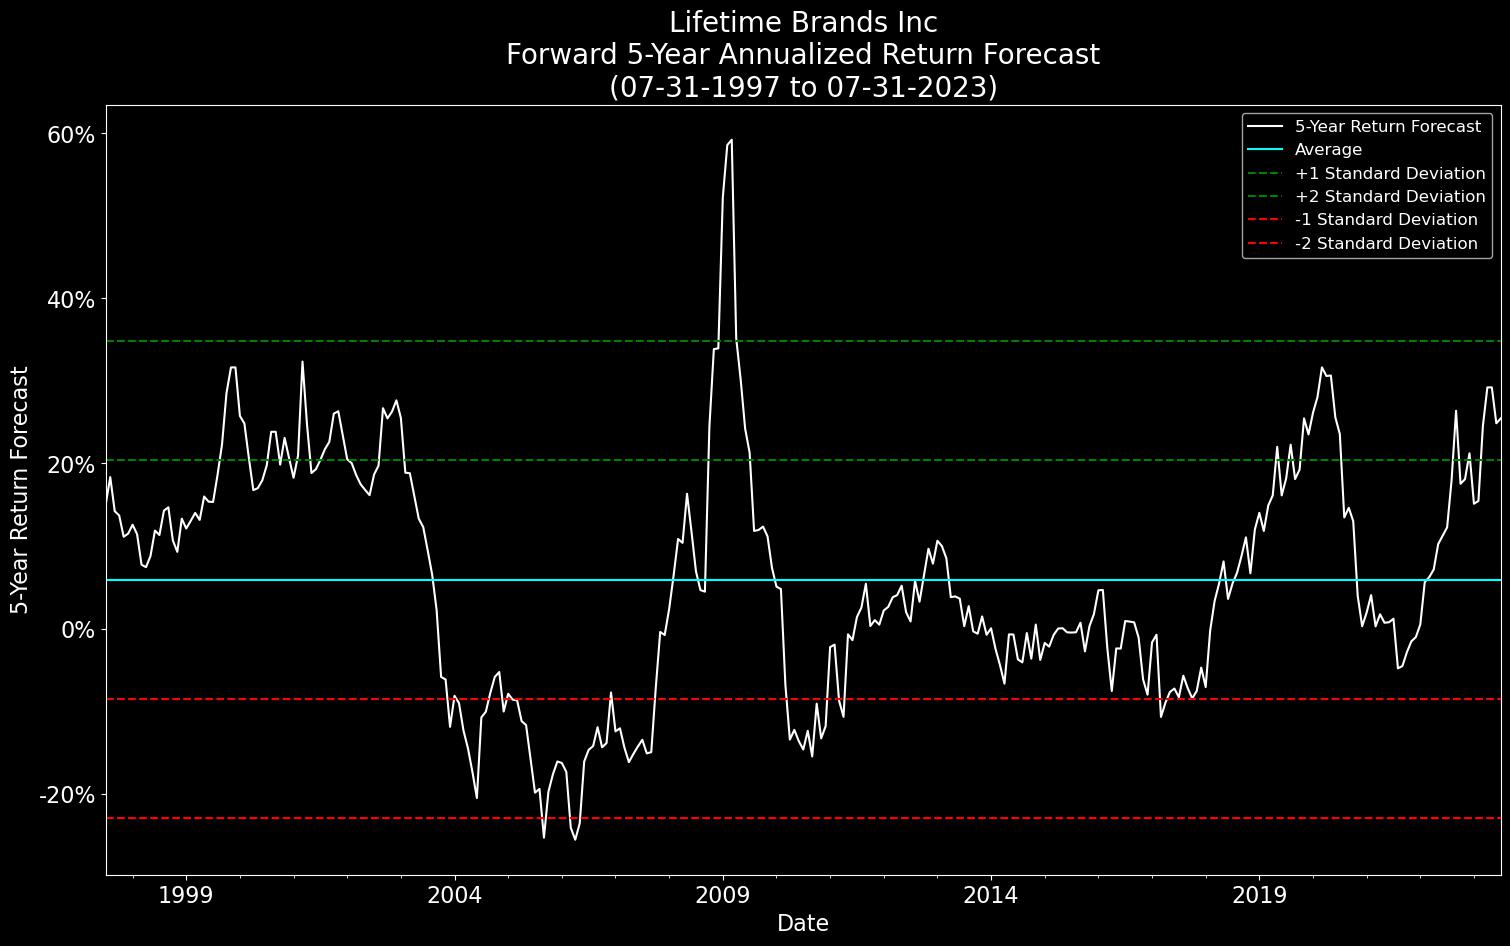 Lifetime Brands Inc
Forward 5-Year Annualized Return Forecast
(07-31-1997 to 07-31-2023)
5-Year Return Forecast
60%
40%
20%
0%
-20%
5-Year Return Forecast
Average
+1 Standard Deviation
+2 Standard Deviation
-1 Standard Deviation
-2 Standard Deviation
1999
2004
2009
2014
2019
Date